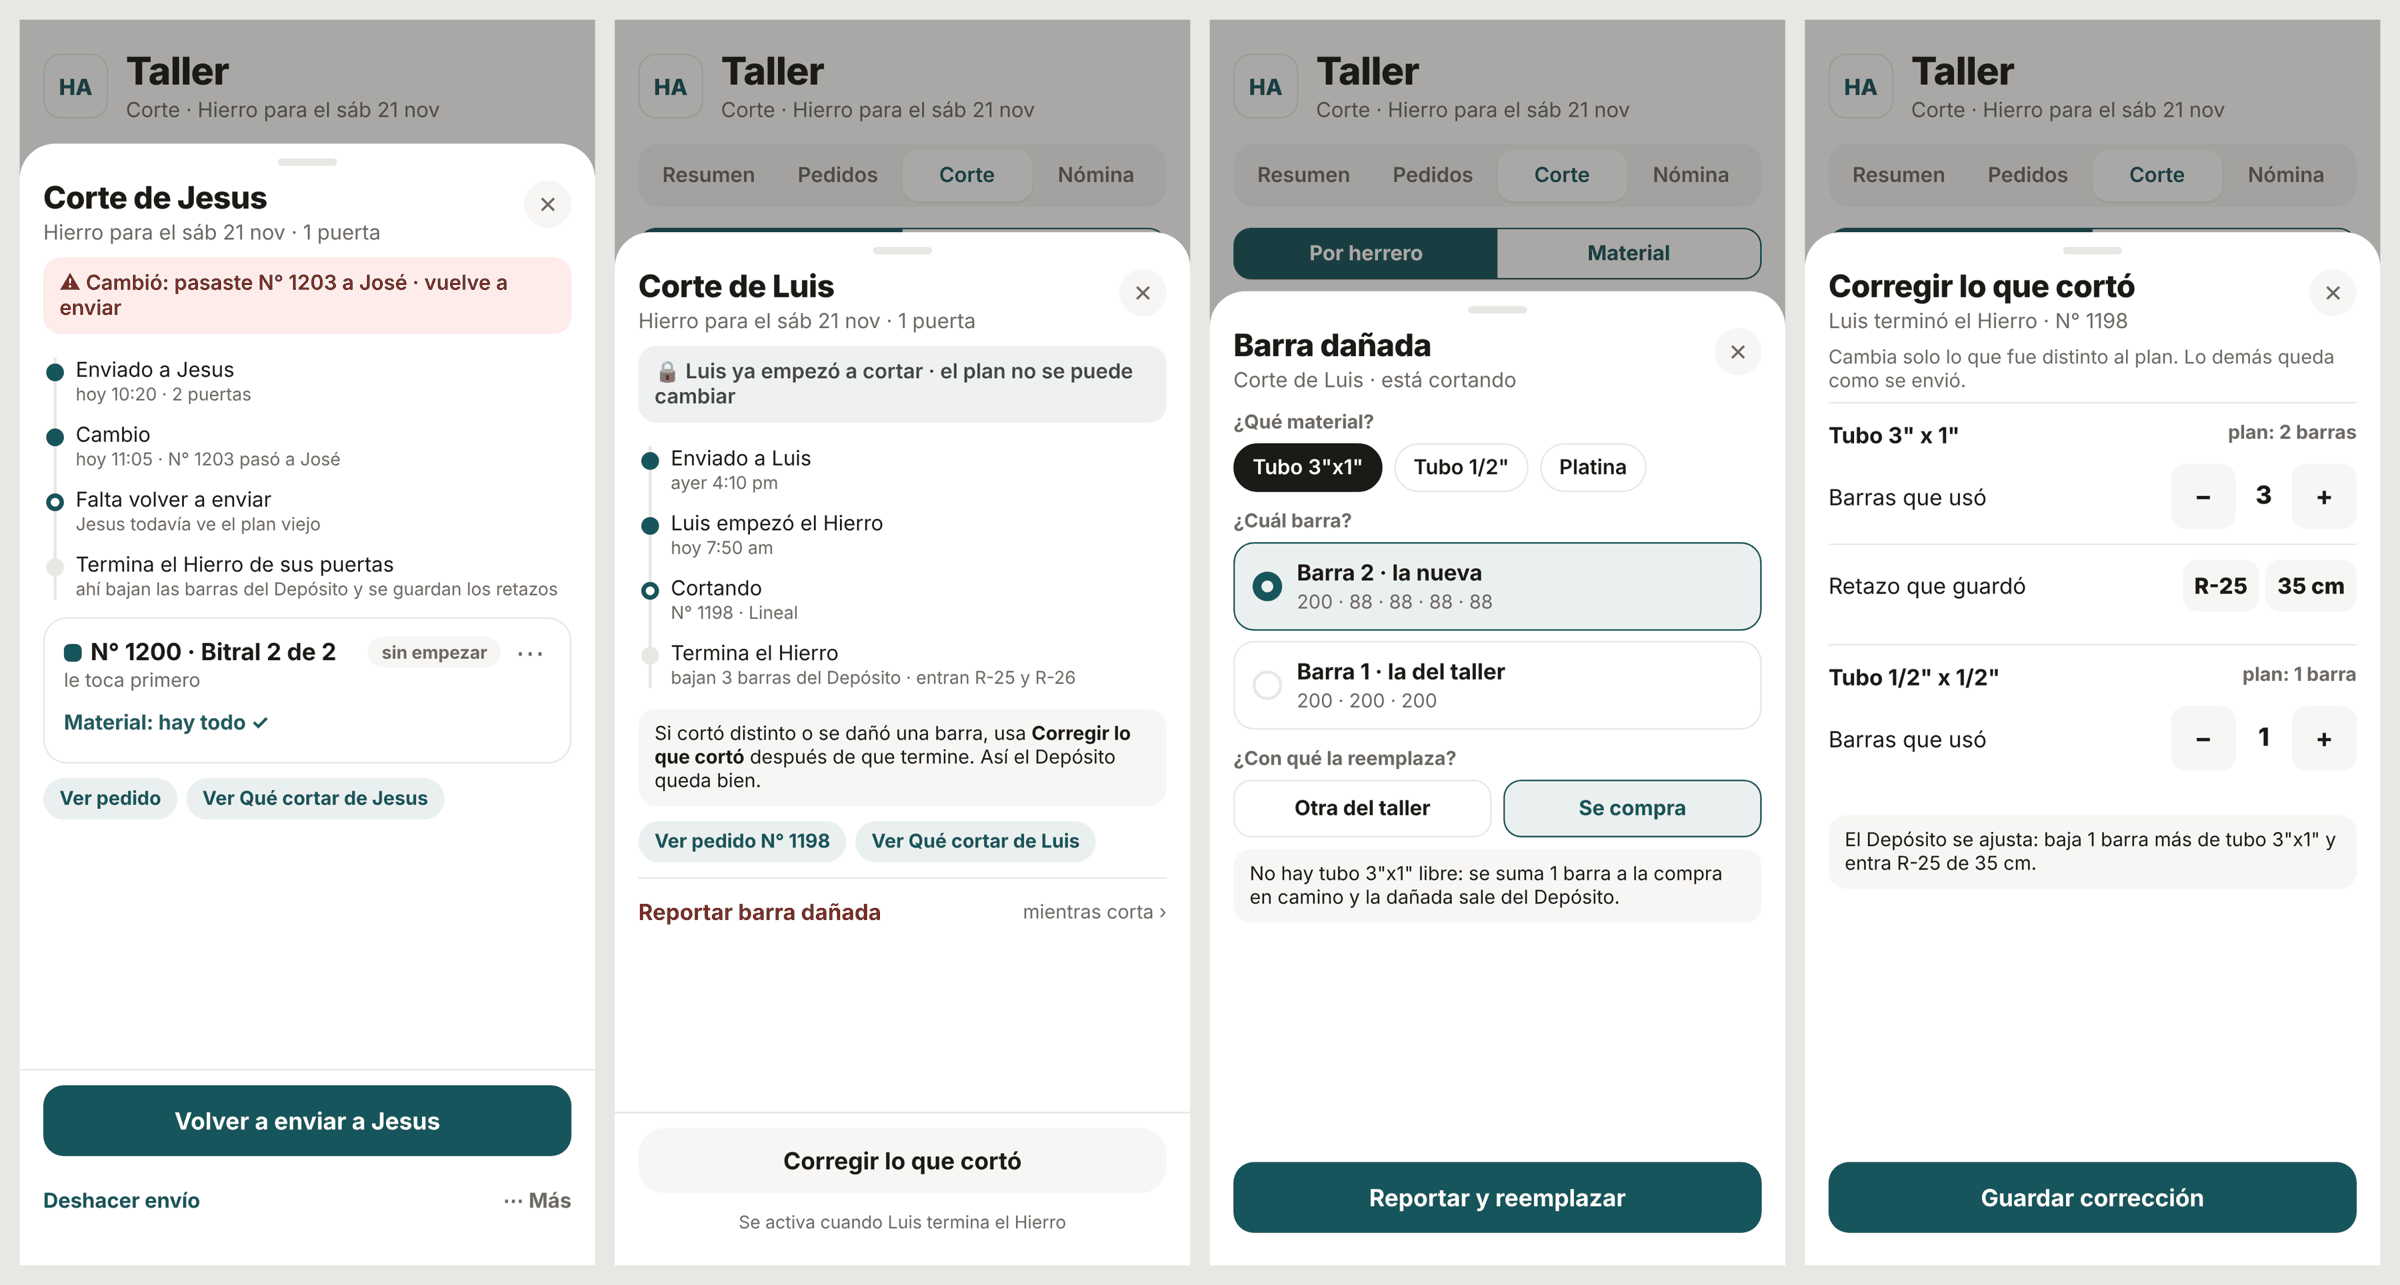 HA
Taller
Corte · Hierro para el sáb 21 nov
Corte de Jesus
Hierro para el sáb 21 nov · 1 puerta
⚠ Cambió: pasaste N° 1203 a José · vuelve a
enviar
Enviado a Jesus
hoy 10:20 · 2 puertas
Cambio
hoy 11:05 · N° 1203 pasó a José
Falta volver a enviar
Jesus todavía ve el plan viejo
Termina el Hierro de sus puertas
ahí bajan las barras del Depósito y se guardan los retazos
N° 1200 · Bitral 2 de 2
sin empezar
···
le toca primero
Material: hay todo ✓
Ver pedido
Ver Qué cortar de Jesus
Volver a enviar a Jesus
Deshacer envío
··· Más
HA
Taller
Corte · Hierro para el sáb 21 nov
Resumen
Pedidos
Corte
Nómina
Corte de Luis
Hierro para el sáb 21 nov · 1 puerta
🔒 Luis ya empezó a cortar · el plan no se puede
cambiar
Enviado a Luis
ayer 4:10 pm
Luis empezó el Hierro
hoy 7:50 am
Cortando
N° 1198 · Lineal
Termina el Hierro
bajan 3 barras del Depósito · entran R-25 y R-26
Si cortó distinto o se dañó una barra, usa Corregir lo
que cortó después de que termine. Así el Depósito
queda bien.
Ver pedido N° 1198
Ver Qué cortar de Luis
Reportar barra dañada
mientras corta ›
Corregir lo que cortó
Se activa cuando Luis termina el Hierro
HA
Taller
Corte · Hierro para el sáb 21 nov
Resumen
Pedidos
Corte
Nómina
Por herrero
Material
Barra dañada
Corte de Luis · está cortando
¿Qué material?
Tubo 3"x1"
Tubo 1/2"
Platina
¿Cuál barra?
Barra 2 · la nueva
200 · 88 · 88 · 88 · 88
Barra 1 · la del taller
200 · 200 · 200
¿Con qué la reemplaza?
Otra del taller
Se compra
No hay tubo 3"x1" libre: se suma 1 barra a la compra
en camino y la dañada sale del Depósito.
Reportar y reemplazar
HA
Taller
Corte · Hierro para el sáb 21 nov
Resumen
Pedidos
Corte
Nómina
Corregir lo que cortó
Luis terminó el Hierro · N° 1198
Cambia solo lo que fue distinto al plan. Lo demás queda
como se envió.
Tubo 3" x 1"
plan: 2 barras
Barras que usó
− 3 +
Retazo que guardó
R-25
35 cm
Tubo 1/2" x 1/2"
plan: 1 barra
Barras que usó
− 1 +
El Depósito se ajusta: baja 1 barra más de tubo 3"x1" y
entra R-25 de 35 cm.
Guardar corrección